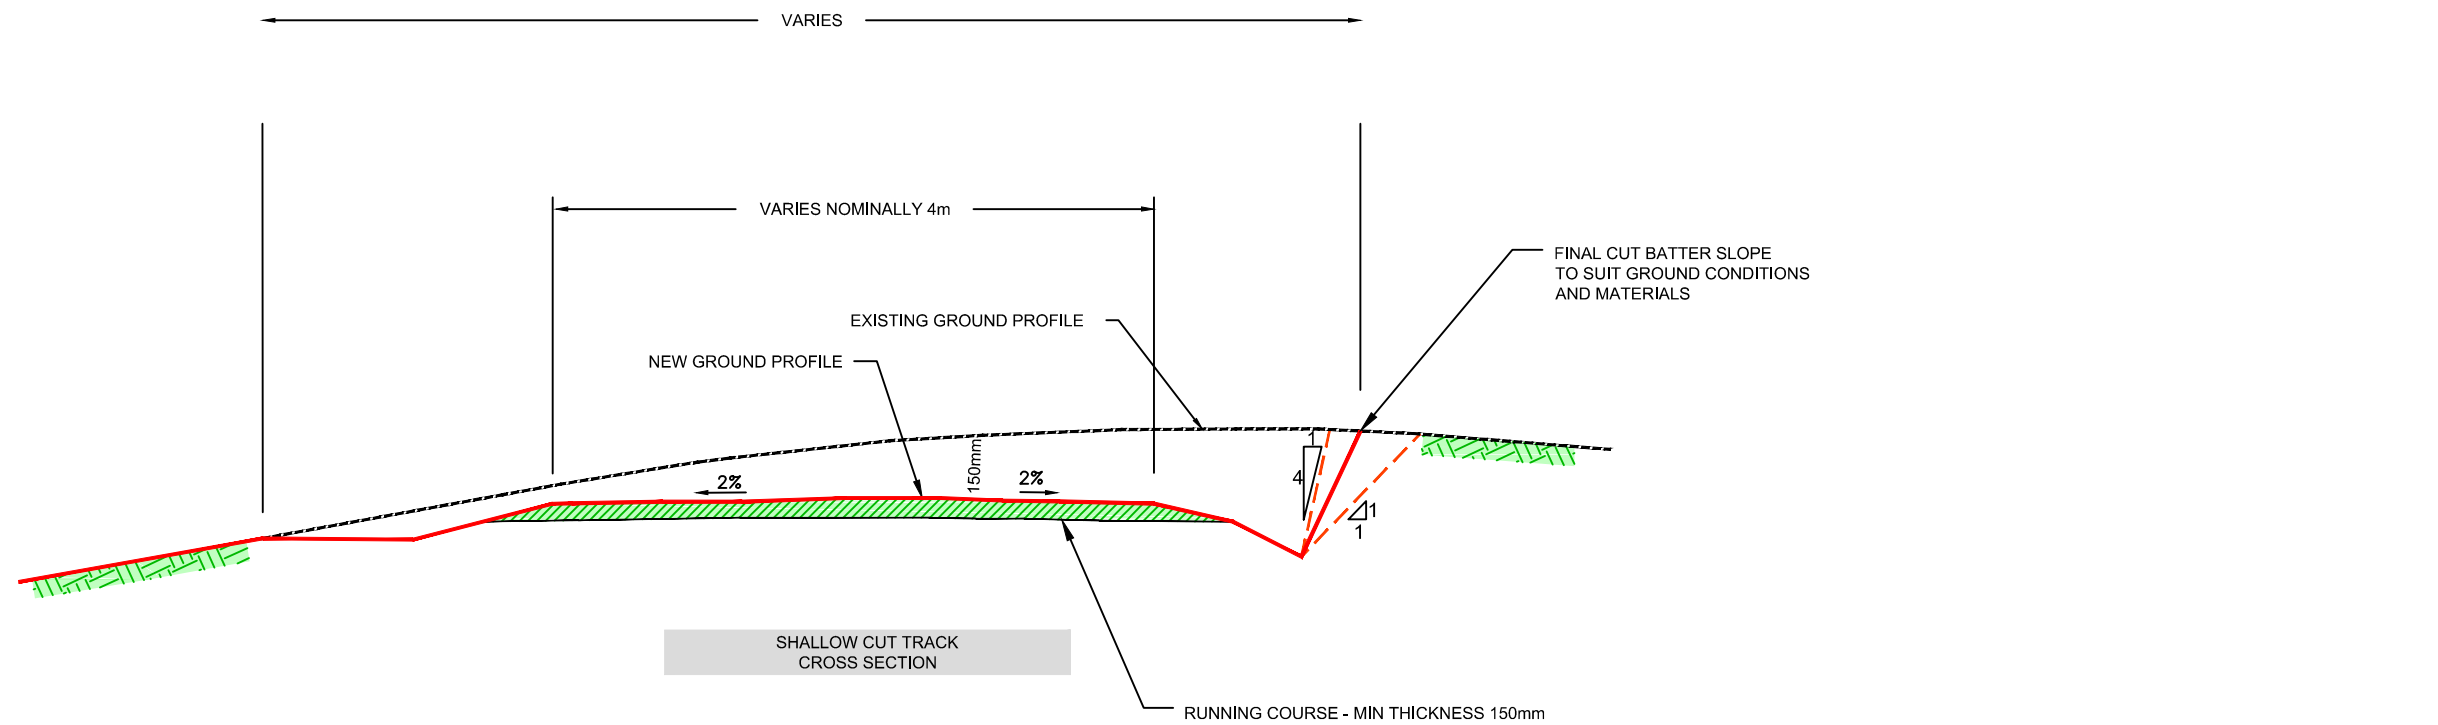 VARIES
VARIES NOMINALLY 4m
FINAL CUT BATTER SLOPE
TO SUIT GROUND CONDITIONS
AND MATERIALS
EXISTING GROUND PROFILE
NEW GROUND PROFILE
150mm
2%
2%
1
4
1
1
SHALLOW CUT TRACK
CROSS SECTION
RUNNING COURSE - MIN THICKNESS 150mm